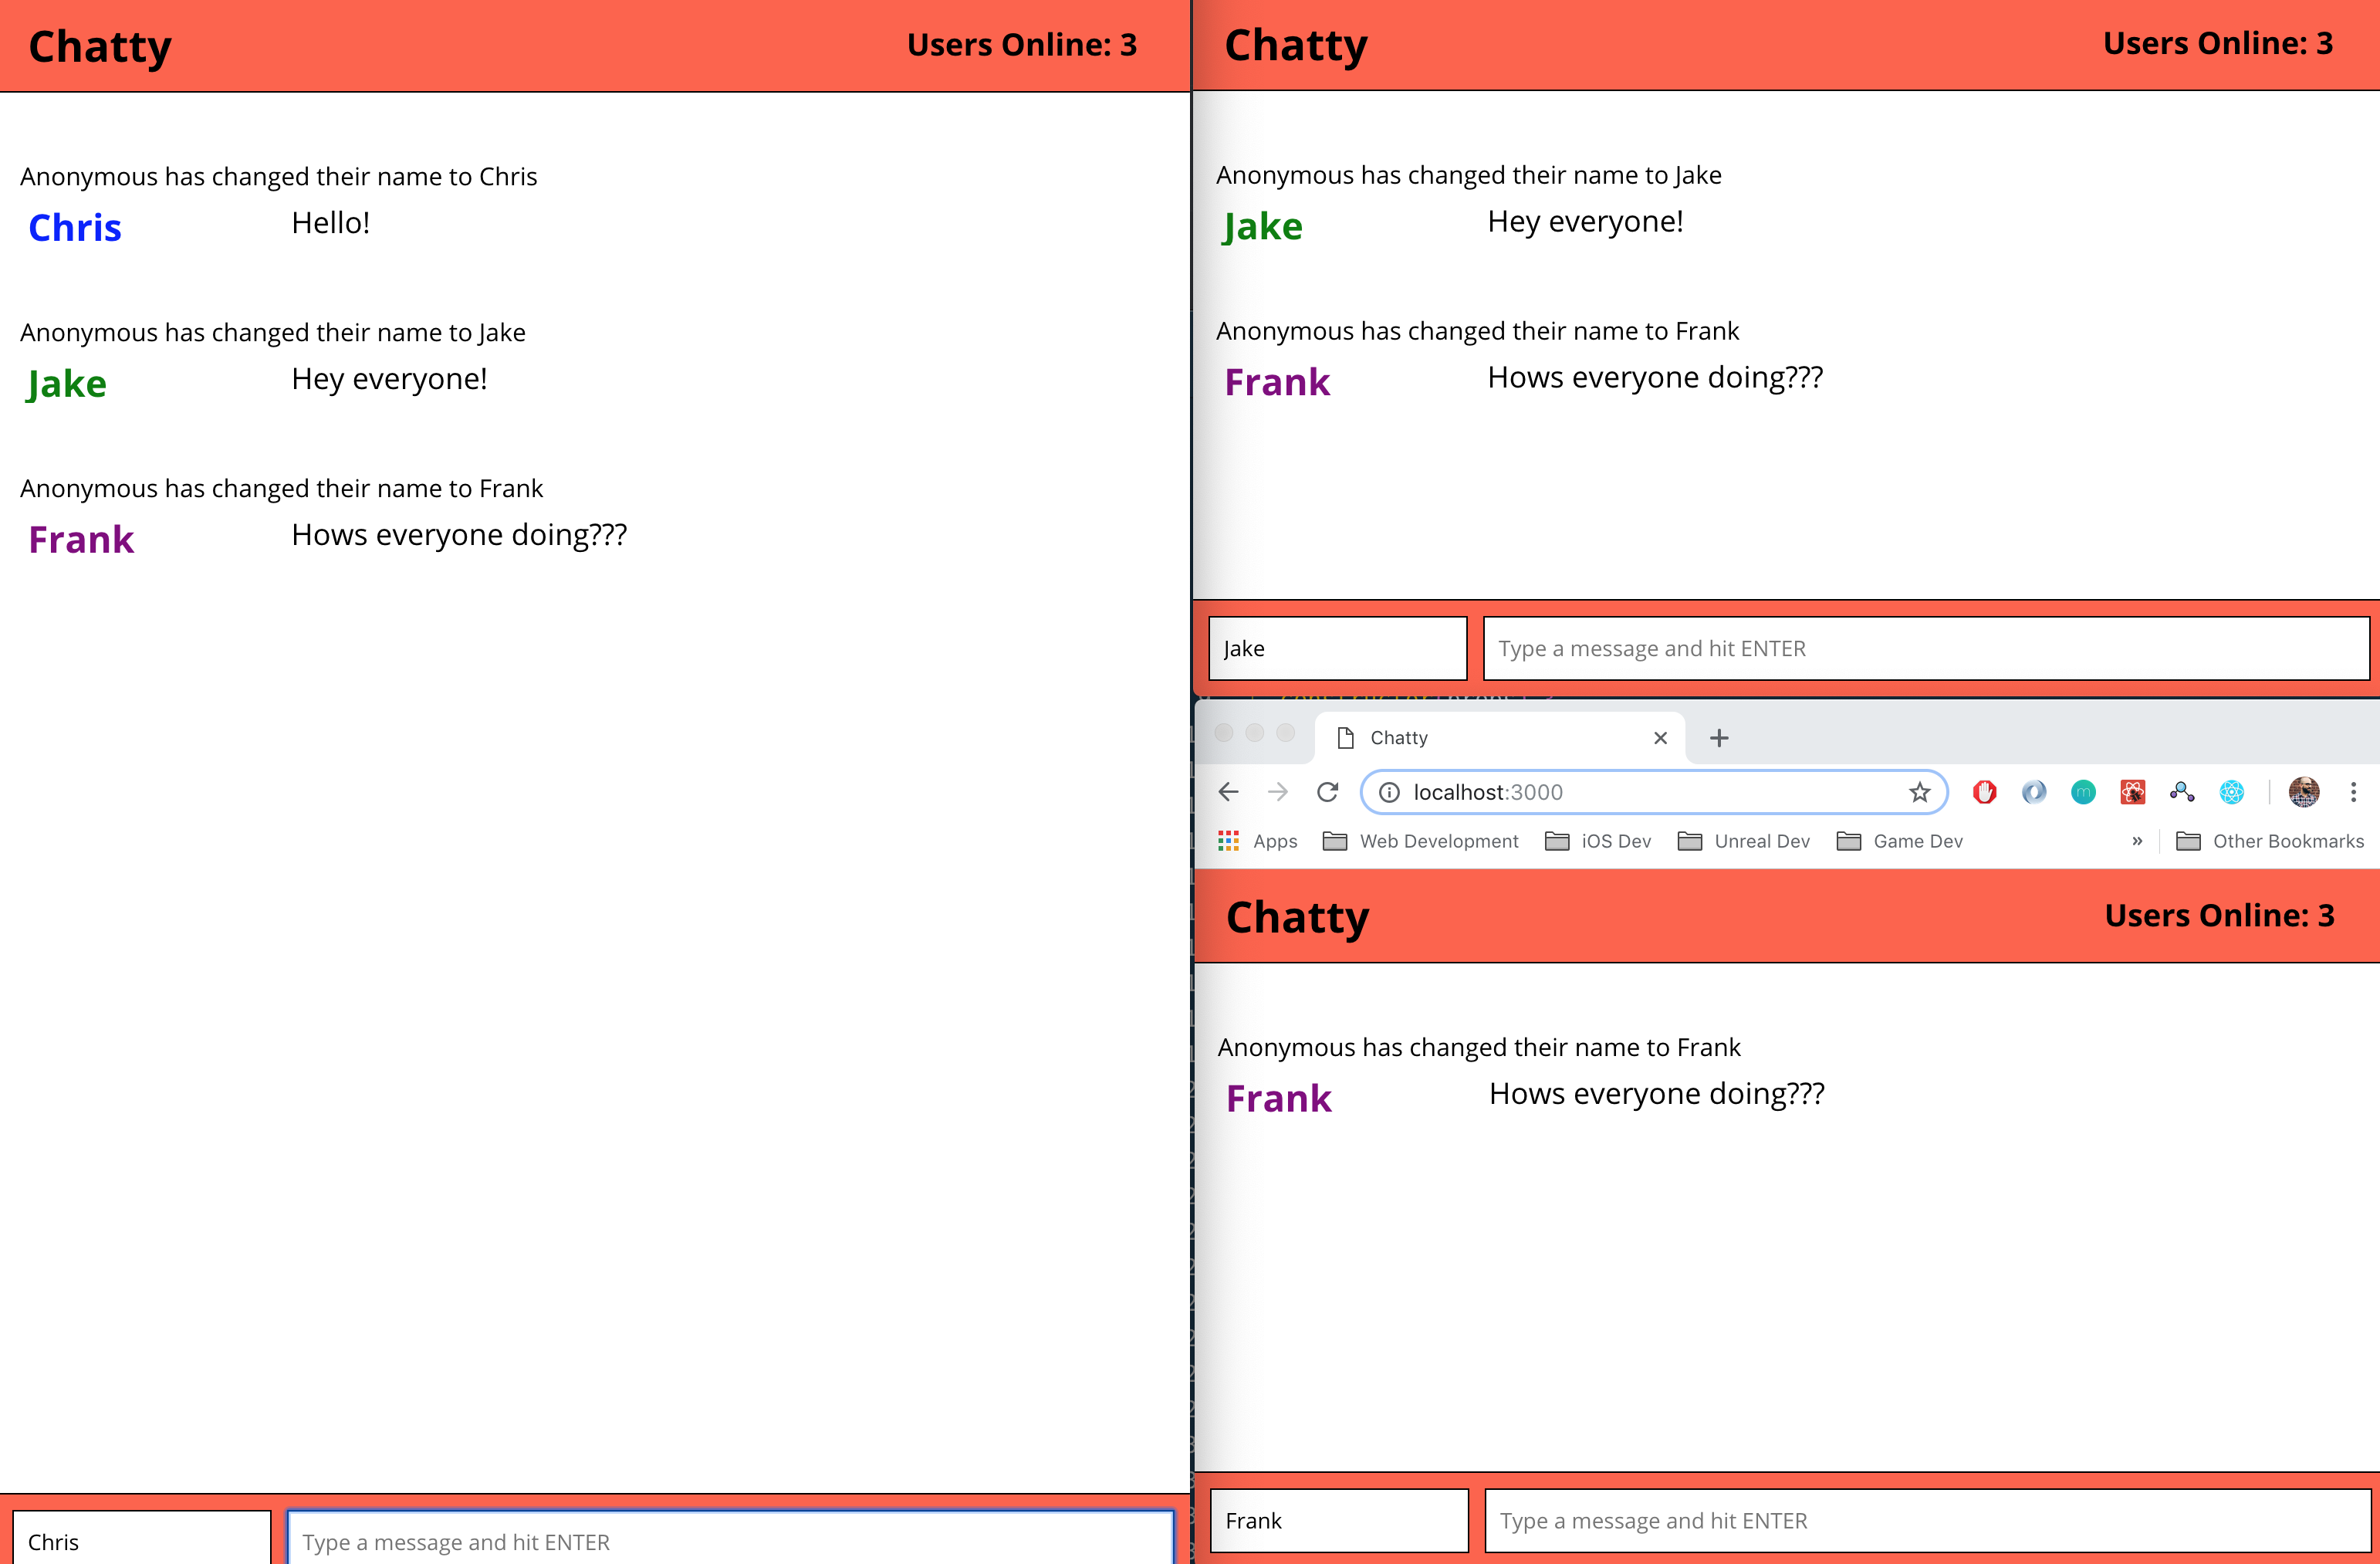 Chatty Users Online: 3
Anonymous has changed their name to Chris
Chris Hello!
Anonymous has changed their name to Jake
Jake Hey everyone!
Anonymous has changed their name to Frank
Frank Hows everyone doing???
Chris Type a message and hit ENTER
Chatty Users Online: 3
Anonymous has changed their name to Jake
Jake Hey everyone!
Anonymous has changed their name to Frank
Frank Hows everyone doing???
Jake Type a message and hit ENTER
Chatty
localhost:3000
Apps Web Development iOS Dev Unreal Dev Game Dev » Other Bookmarks
Chatty Users Online: 3
Anonymous has changed their name to Frank
Frank Hows everyone doing???
Frank Type a message and hit ENTER